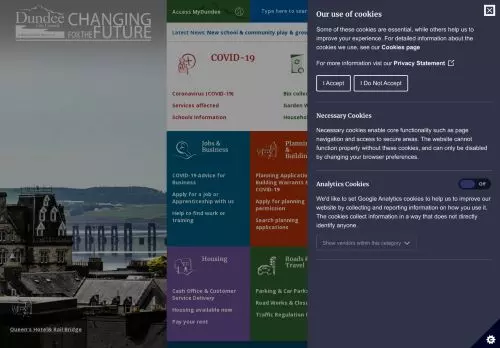 Dundee
CHANGING
FOR THE FUTURE
Queen's Hotel & Rail Bridge
Access MyDundee
Type here to sear
Latest News: New school & community play & grow
COVID-19
Coronavirus (COVID-19)
Services affected
Schools Information
Bin colle
Garden W
Household
Jobs &
Business
COVID-19 Advice for
Business
Apply for a job or
Apprenticeship with us
Help to find work or
training
Planning
& Building
Planning Application
Building Warrants &
COVID-19
Apply for planning
permission
Search planning
applications
Housing
Cash Office & Customer
Service Delivery
Housing available now
Pay your rent
Roads &
Travel
Parking & Car Parks
Road Works & Closu
Traffic Regulation O
Our use of cookies
Some of these cookies are essential, while others help us to
improve your experience. For detailed information about the
cookies we use, see our Cookies page
For more information vist our Privacy Statement
I Accept
I Do Not Accept
Necessary Cookies
Necessary cookies enable core functionality such as page
navigation and access to secure areas. The website cannot
function properly without these cookies, and can only be
disabled by changing your browser preferences.
Analytics Cookies
Off
We'd like to set Google Analytics cookies to help us to improve our
website by collecting and reporting information on how you use it.
The cookies collect information in a way that does not directly
identify anyone.
Show vendors within this category